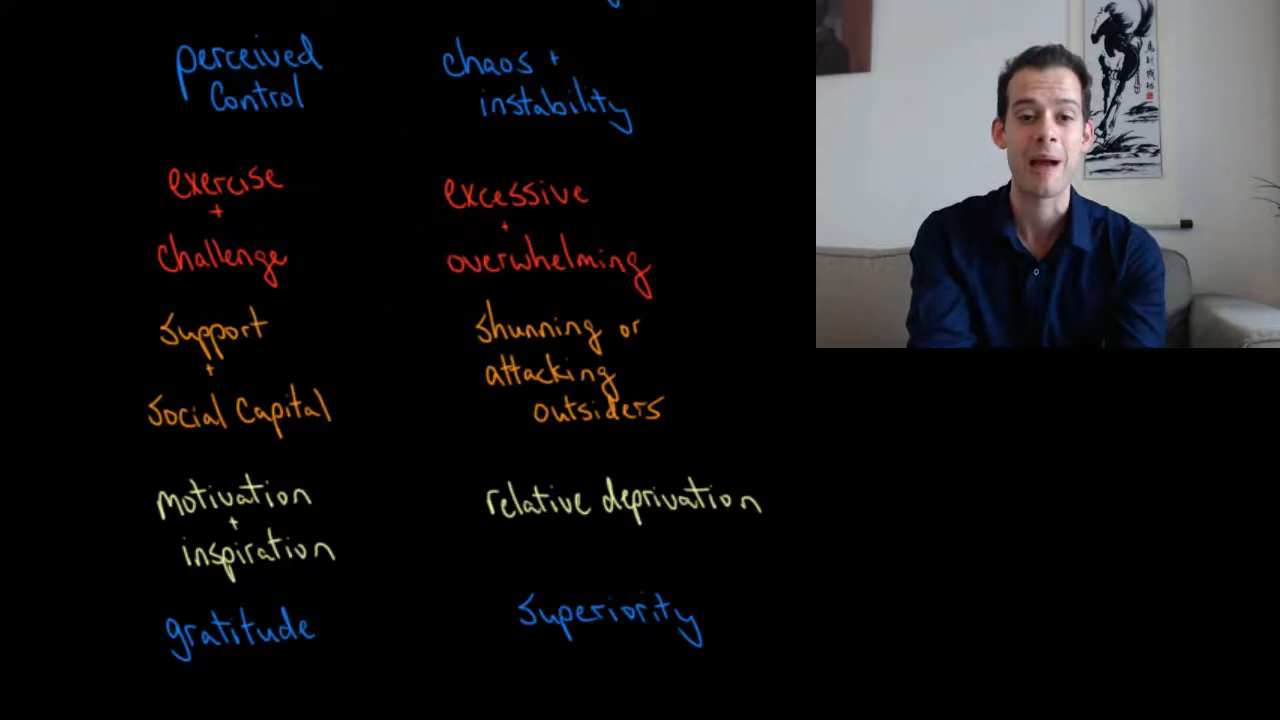 perceived
Control
chaos +
instability
exercise
+
challenge
excessive
+
overwhelming
Support
+
Social Capital
Shunning or
attacking
outsiders
motivation
+
inspiration
relative deprivation
gratitude
Superiority